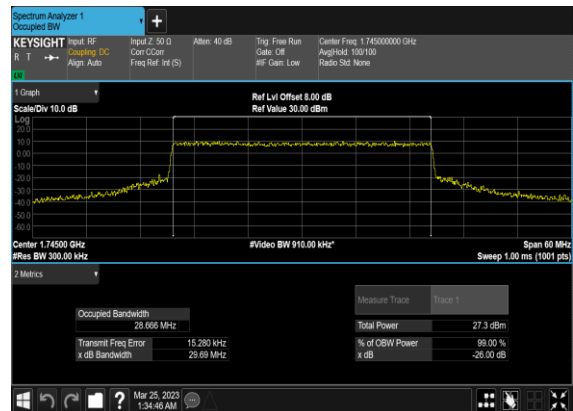 Spectrum Analyzer 1
Occupied BW
KEYSIGHT
R T
LW
Input: RF
Coupling: DC
Align: Auto
Input Z: 50 Ω
Corr CCorr
Freq Ref: Int (S)
Atten: 40 dB
Trig: Free Run
Gate: Off
#IF Gain: Low
Center Freq: 1.745000000 GHz
Avg|Hold: 100/100
Radio Std: None
1 Graph
Scale/Div 10.0 dB
Ref Lvl Offset 8.00 dB
Ref Value 30.00 dBm
Log
20.0
10.0
0.00
-10.0
-20.0
-30.0
-40.0
-50.0
-60.0
Center 1.74500 GHz
#Res BW 300.00 kHz
#Video BW 910.00 kHz*
Span 60 MHz
Sweep 1.00 ms (1001 pts)
2 Metrics
Measure Trace
Trace 1
Occupied Bandwidth
28.666 MHz
Total Power
27.3 dBm
Transmit Freq Error
15.280 kHz
% of OBW Power
99.00 %
x dB Bandwidth
29.69 MHz
x dB
-26.00 dB
?
Mar 25, 2023
1:34:46 AM